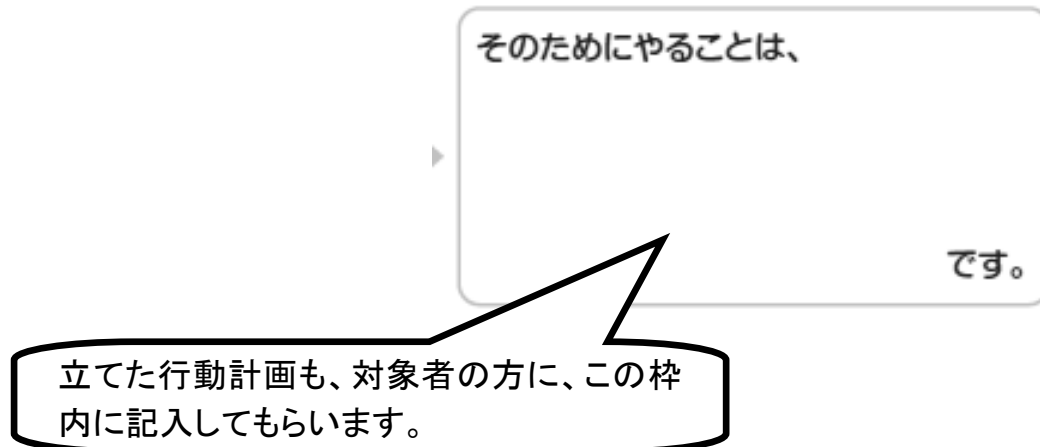 そのためにやることは、
です。
立てた行動計画も、対象者の方に、この枠
内に記入してもらいます。